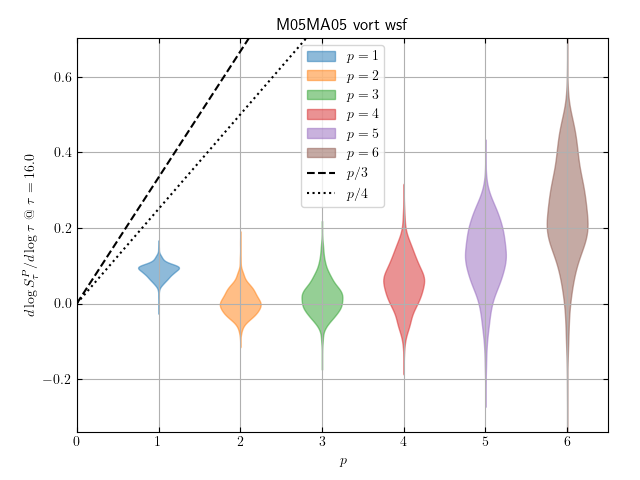 M05MA05 vort wsf
d log S_τ^P / d log τ @ τ = 16.0
0.6
0.4
0.2
0.0
−0.2
p = 1
p = 2
p = 3
p = 4
p = 5
p = 6
p/3
p/4
0 1 2 3 4 5 6
p